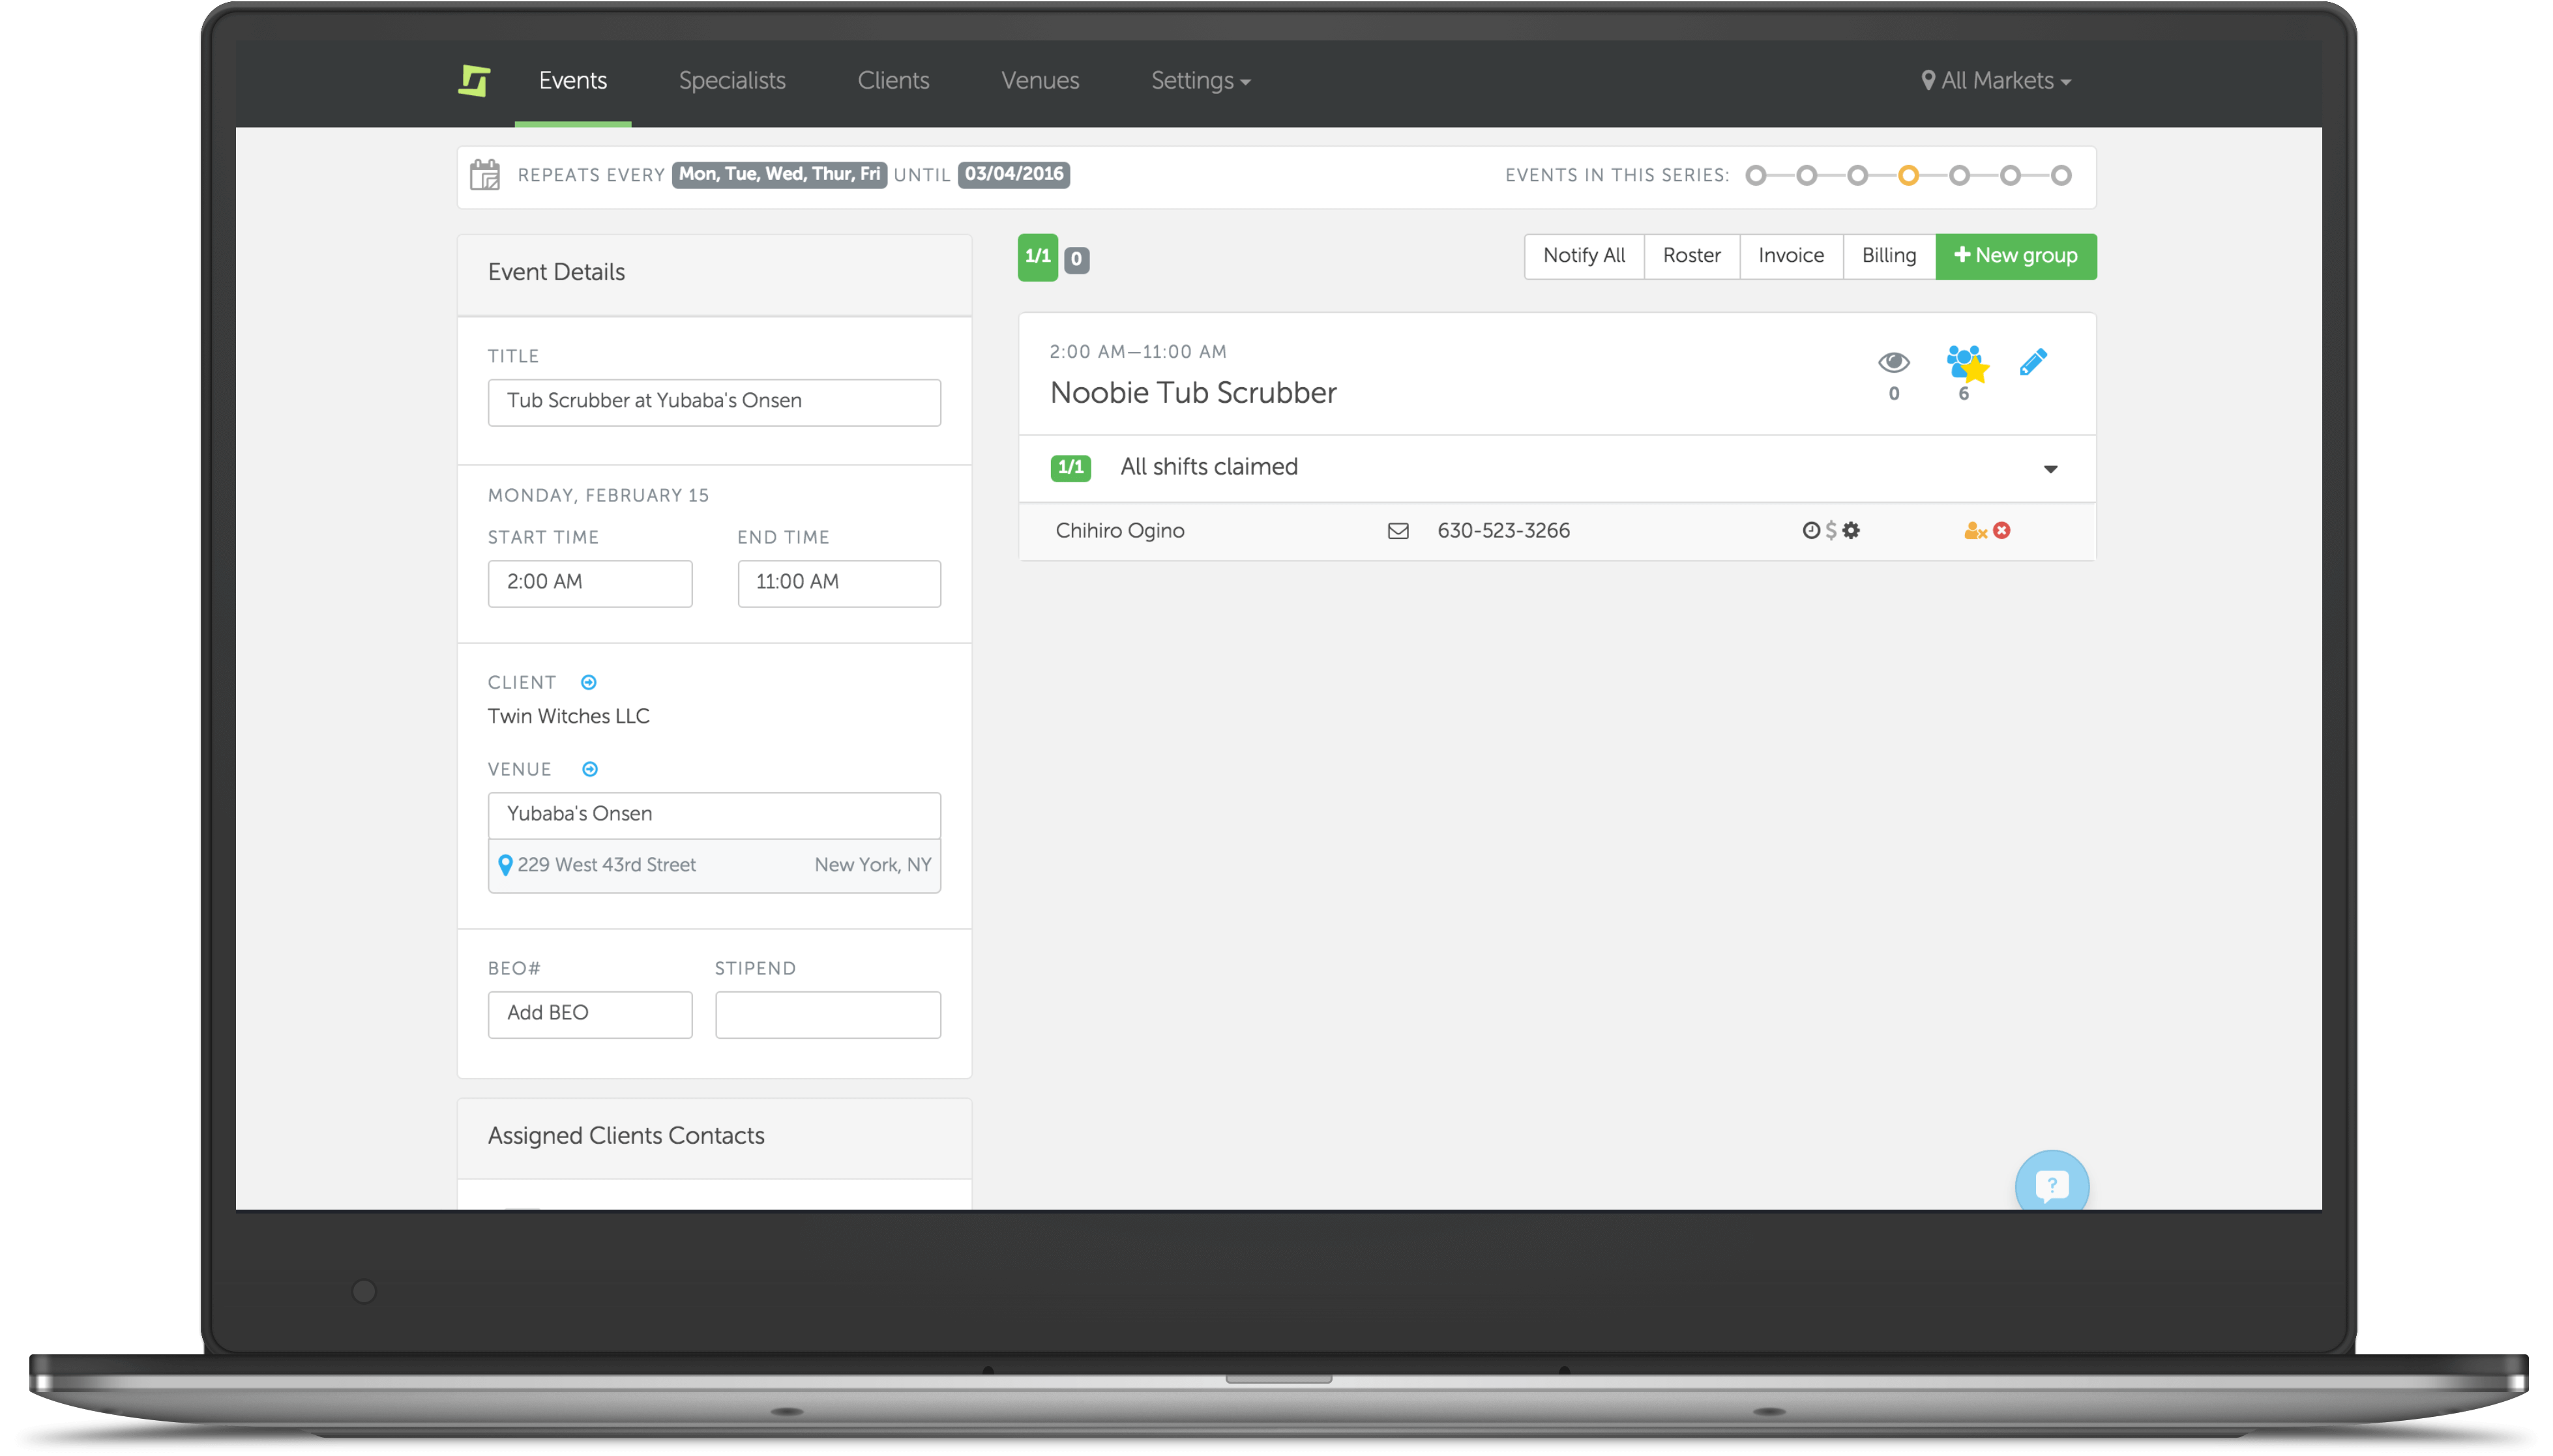 Events Specialists Clients Venues Settings All Markets
REPEATS EVERY Mon, Tue, Wed, Thur, Fri UNTIL 03/04/2016 EVENTS IN THIS SERIES:
Event Details
TITLE
Tub Scrubber at Yubaba's Onsen
MONDAY, FEBRUARY 15
START TIME END TIME
2:00 AM 11:00 AM
CLIENT
Twin Witches LLC
VENUE
Yubaba's Onsen
229 West 43rd Street New York, NY
BEO# STIPEND
Add BEO
Assigned Clients Contacts
1/1 0 Notify All Roster Invoice Billing + New group
2:00 AM—11:00 AM
Noobie Tub Scrubber
0 6
1/1 All shifts claimed
Chihiro Ogino 630-523-3266 $
?